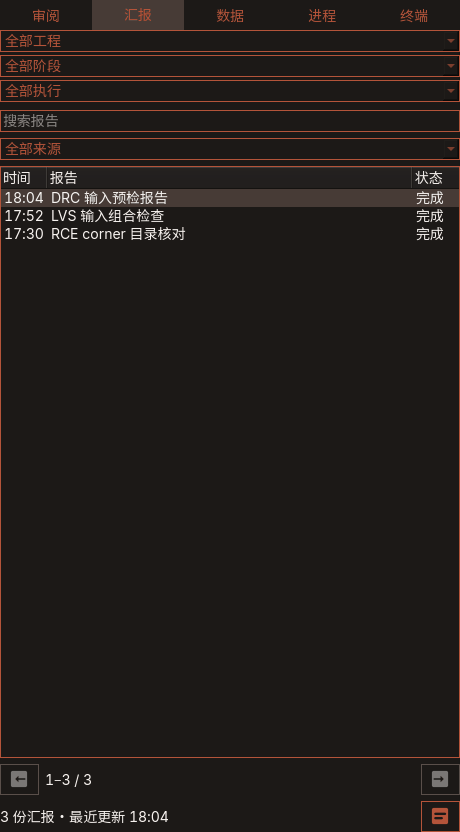 审阅 汇报 数据 进程 终端
全部工程
全部阶段
全部执行
搜索报告
全部来源
时间 报告 状态
18:04 DRC 输入预检报告 完成
17:52 LVS 输入组合检查 完成
17:30 RCE corner 目录核对 完成
1–3 / 3
3 份汇报・最近更新 18:04